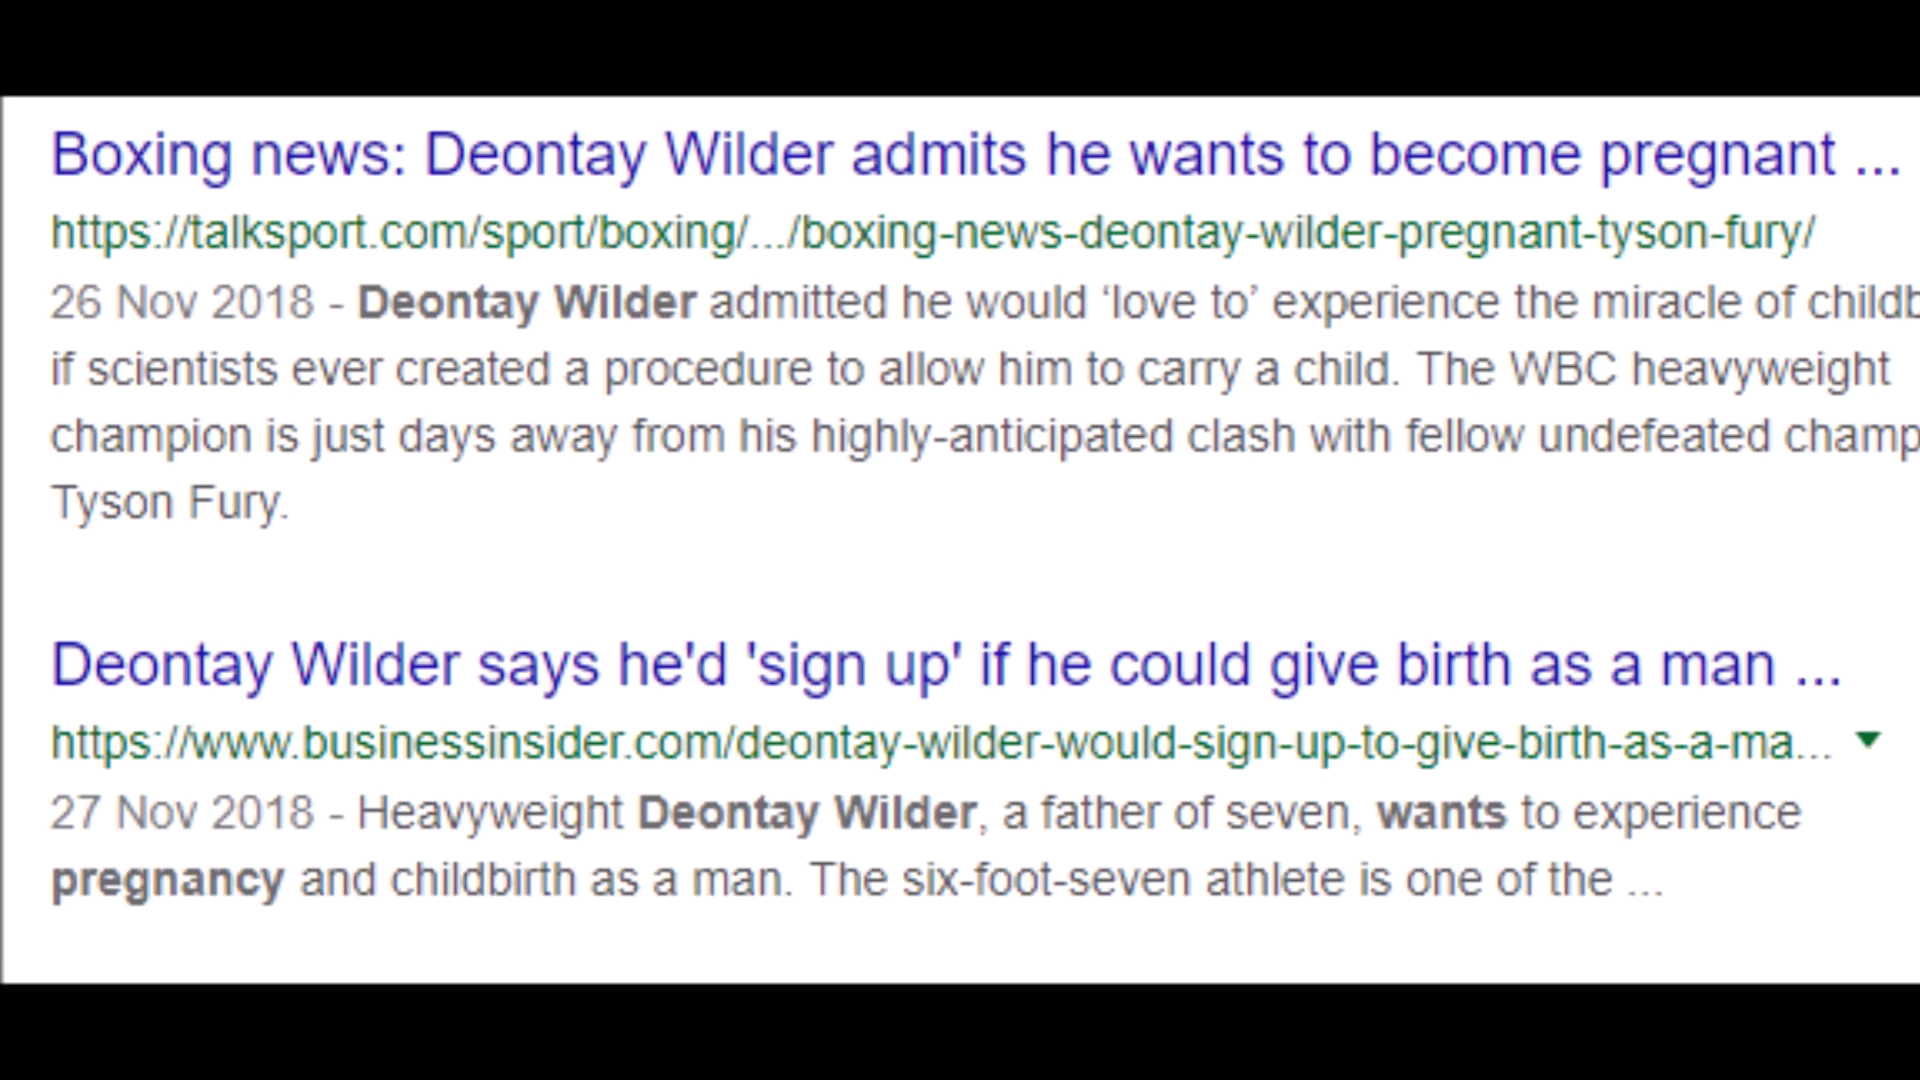 Boxing news: Deontay Wilder admits he wants to become pregnant ...
https://talksport.com/sport/boxing/.../boxing-news-deontay-wilder-pregnant-tyson-fury/
26 Nov 2018 - Deontay Wilder admitted he would ‘love to’ experience the miracle of childb
if scientists ever created a procedure to allow him to carry a child. The WBC heavyweight
champion is just days away from his highly-anticipated clash with fellow undefeated champ
Tyson Fury.
Deontay Wilder says he'd 'sign up' if he could give birth as a man ...
https://www.businessinsider.com/deontay-wilder-would-sign-up-to-give-birth-as-a-ma...
27 Nov 2018 - Heavyweight Deontay Wilder, a father of seven, wants to experience
pregnancy and childbirth as a man. The six-foot-seven athlete is one of the ...